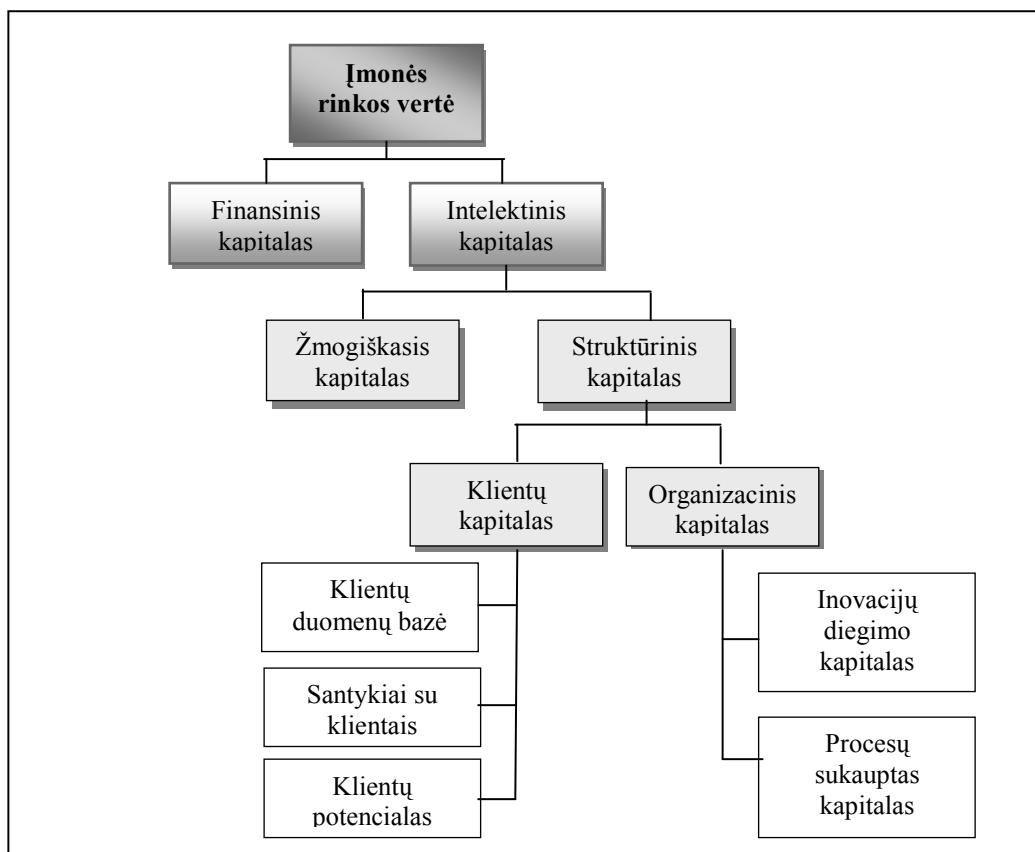 Įmonės
rinkos vertė
Finansinis
kapitalas
Intelektinis
kapitalas
Žmogiškasis
kapitalas
Struktūrinis
kapitalas
Klientų
kapitalas
Organizacinis
kapitalas
Klientų
duomenų bazė
Santykiai su
klientais
Klientų
potencialas
Inovacijų
diegimo
kapitalas
Procesų
sukauptas
kapitalas